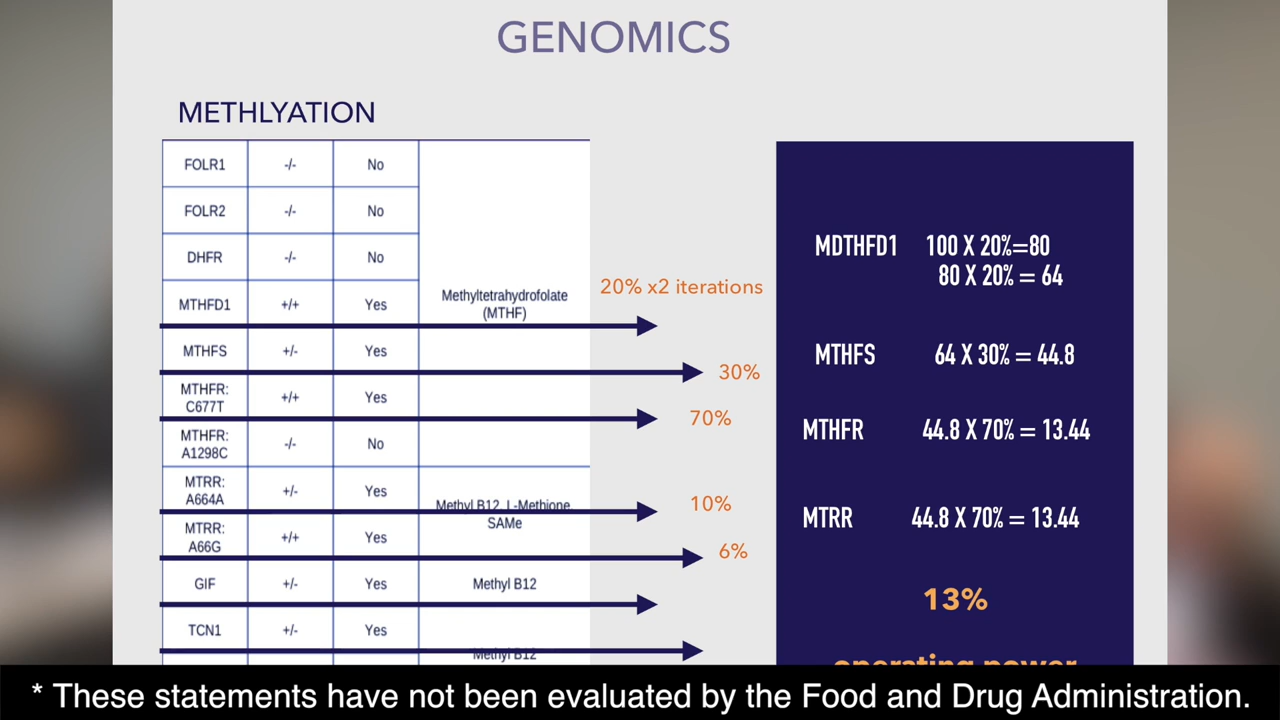 GENOMICS
METHLYATION
FOLR1 -/- No
FOLR2 -/- No
DHFR -/- No
MTHFD1 +/+ Yes
Methyltetrahydrofolate
(MTHF)
20% x2 iterations
MTHFS +/- Yes
30%
MTHFR:
C677T +/+ Yes
70%
MTHFR:
A1298C -/- No
MTRR:
A664A +/- Yes
Methyl B12, L-Methione,
SAMe
10%
MTRR:
A66G +/+ Yes
6%
GIF +/- Yes Methyl B12
TCN1 +/- Yes
Methyl B12
MDTHFD1 100 X 20%=80
80 X 20% = 64
MTHFS 64 X 30% = 44.8
MTHFR 44.8 X 70% = 13.44
MTRR 44.8 X 70% = 13.44
13%
operating power
* These statements have not been evaluated by the Food and Drug Administration.